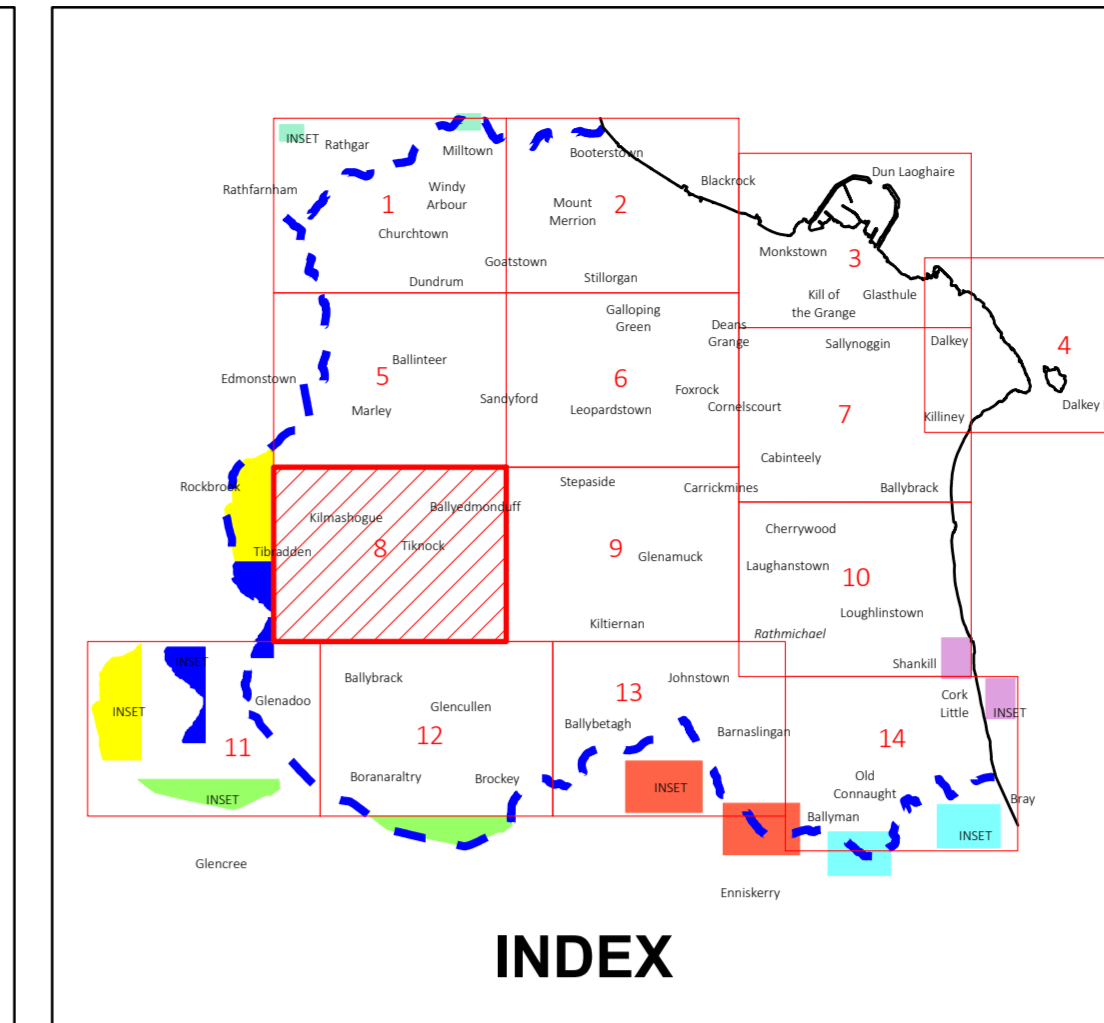 INSET
Rathgar
Milltown
Booterstown
Rathfarnham
Windy
Arbour
1
Churchtown
Goatstown
Dundrum
Mount
Merrion
2
Stillorgan
Blackrock
Dun Laoghaire
Monkstown
3
Kill of
the Grange
Glasthule
Galloping
Green
Deans
Grange
Sallynoggin
Dalkey
4
Dalkey
Edmonstown
Ballinteer
5
Marley
Sandyford
6
Leopardstown
Foxrock
Cornelscourt
7
Killiney
Cabinteely
Ballybrack
Rockbrook
Kilmashogue
Ballyedmonduff
Tibradden
8
Tiknock
Stepaside
Carrickmines
9
Glenamuck
Kiltiernan
Cherrywood
Laughanstown
10
Loughlinstown
Rathmichael
Shankill
Cork
Little
INSET
INSET
INSET
Glenadoo
11
INSET
Ballybrack
Glencullen
12
Boranaraltry
Brockey
13
Johnstown
Ballybetagh
Barnaslingan
INSET
14
Old
Connaught
Ballyman
Bray
INSET
Glencree
Enniskerry
INDEX